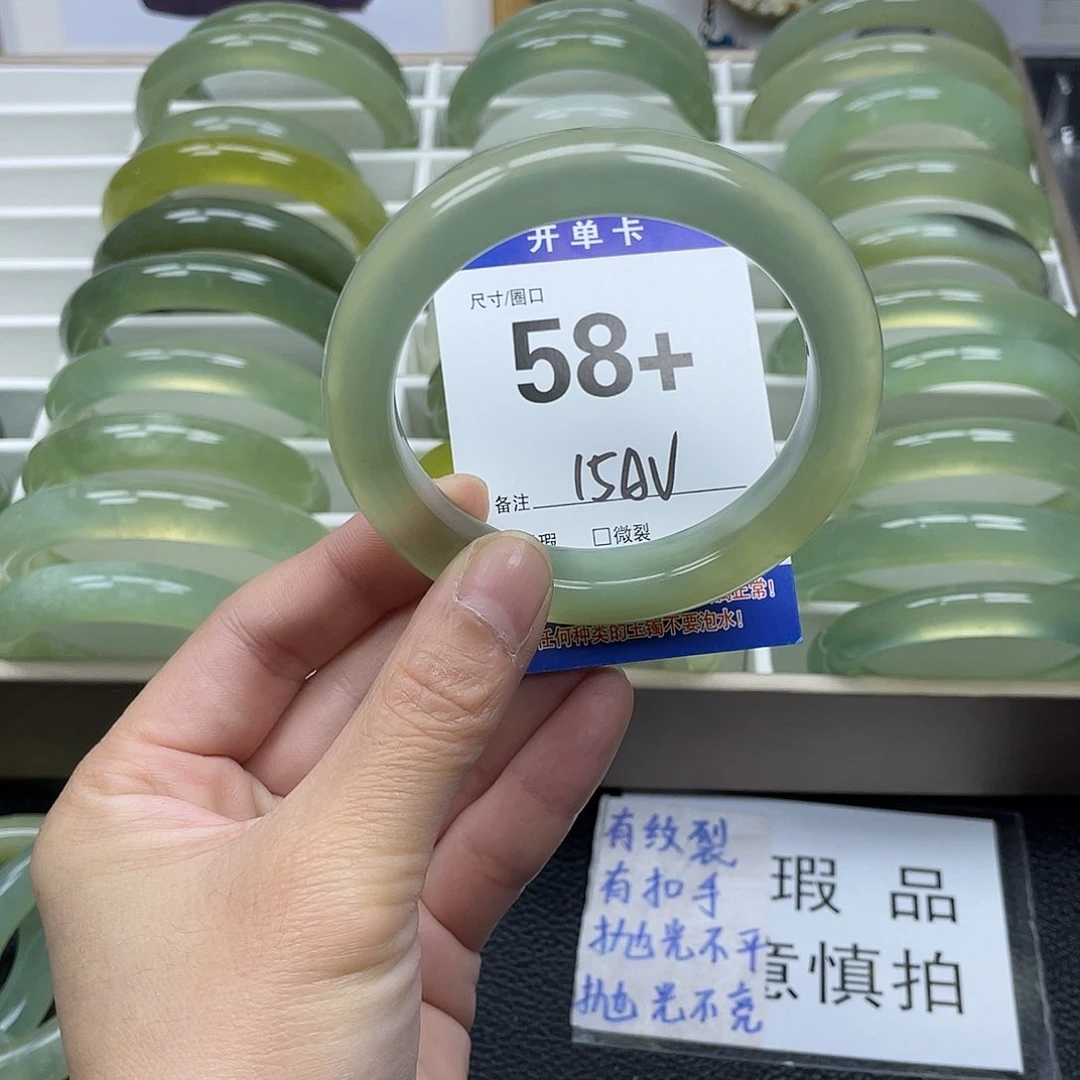 开单卡
尺寸/圈口
58+
备注 15AV
瑕 □微裂
正常!
任何种类的玉镯不要泡水!
有纹裂
有扣手
抛光不平
抛光不亮
瑕品
意慎拍